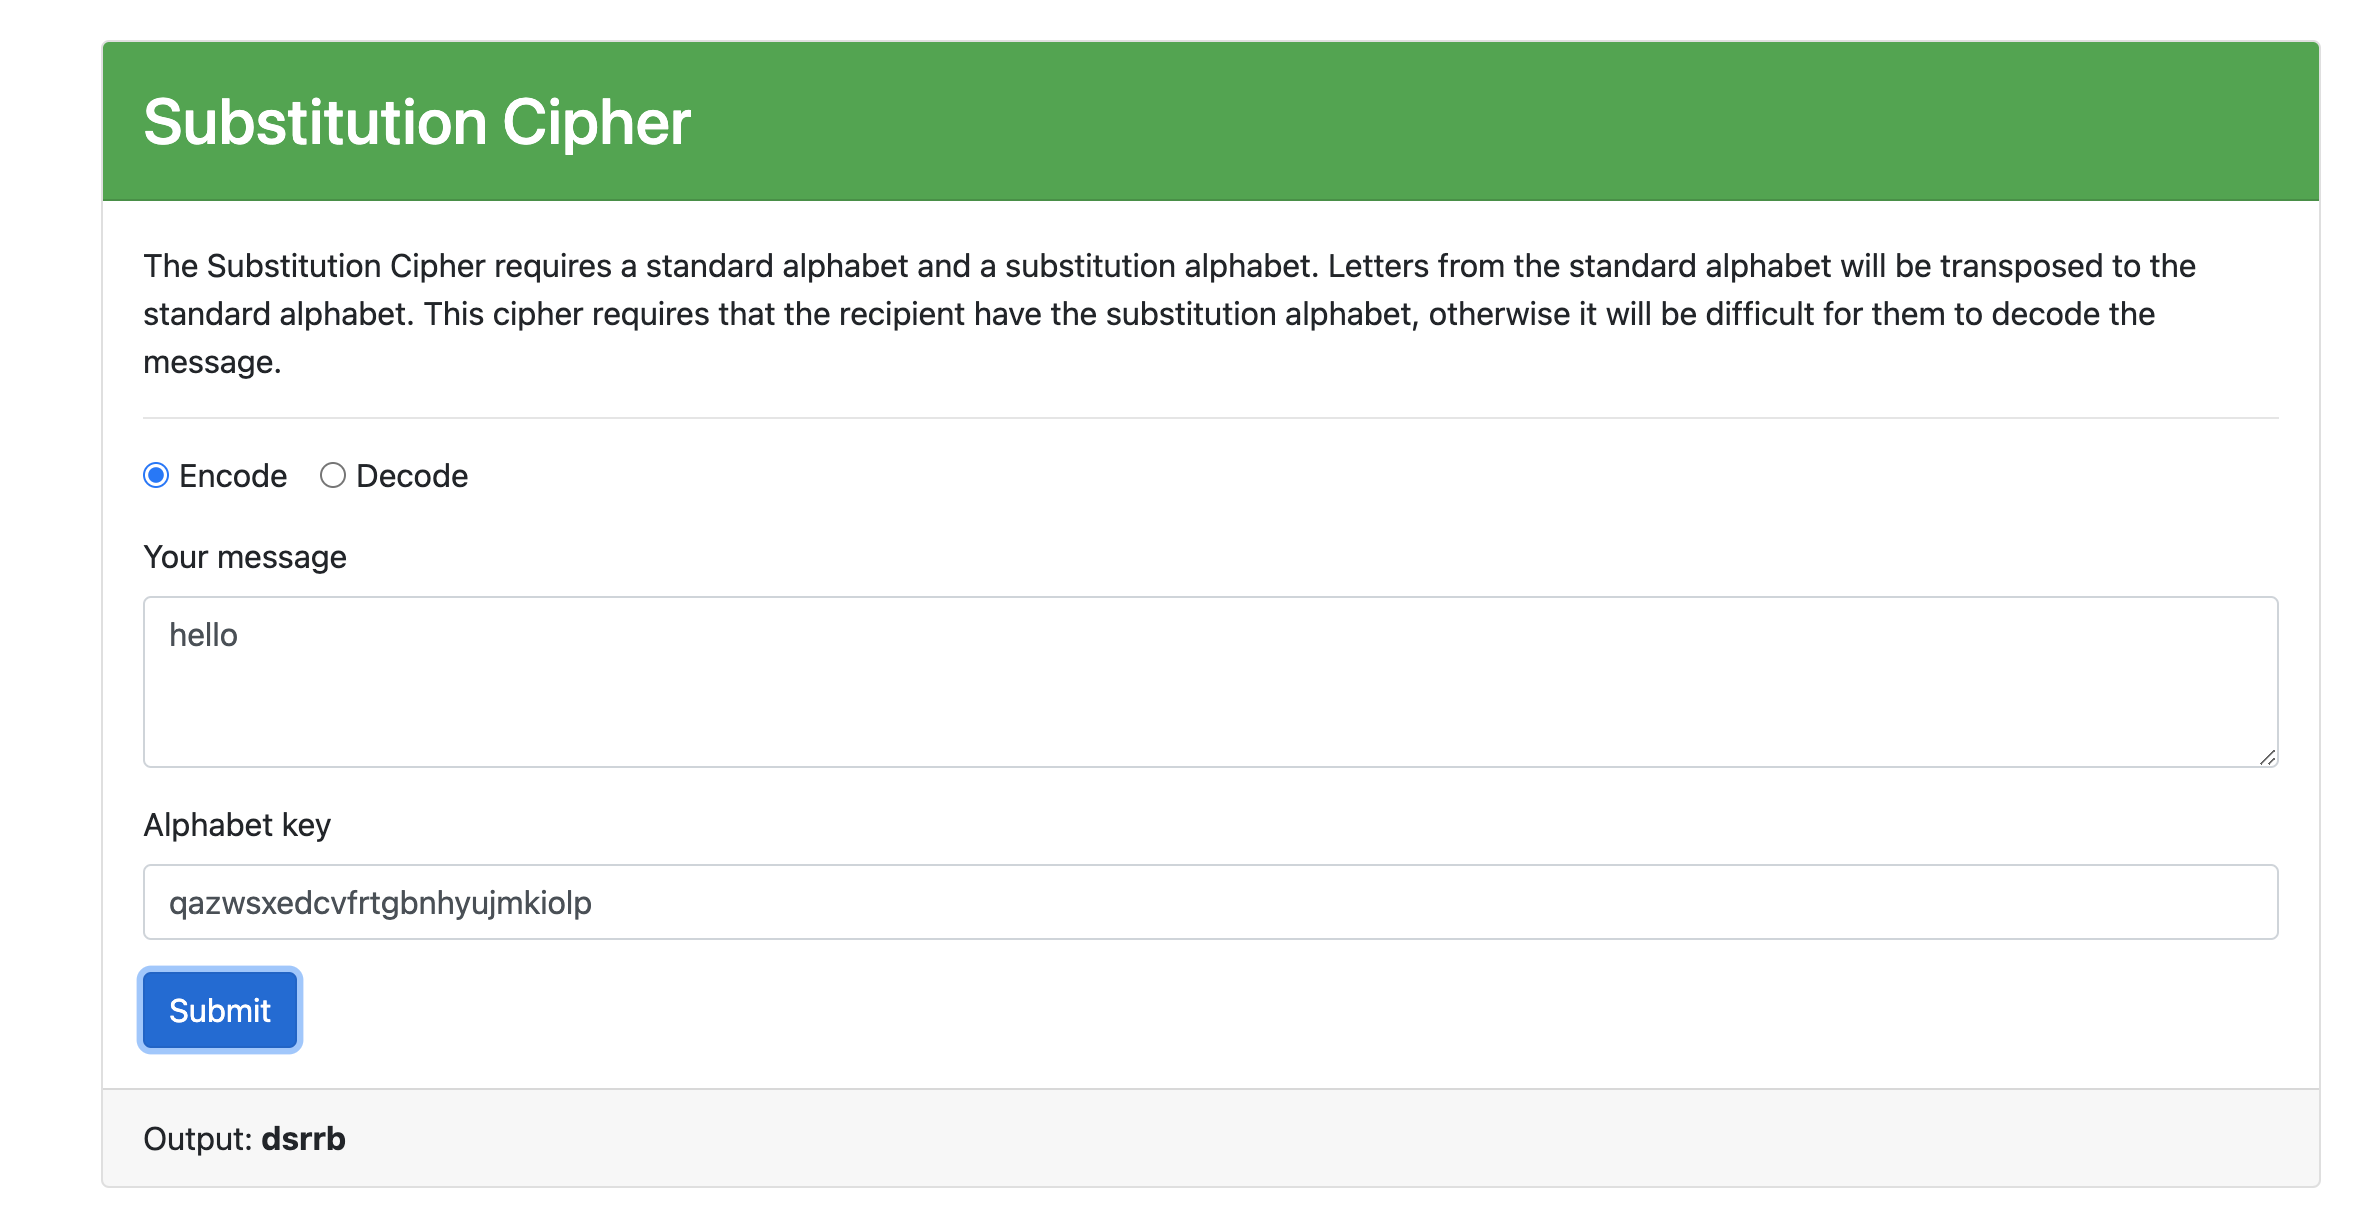 Substitution Cipher
The Substitution Cipher requires a standard alphabet and a substitution alphabet. Letters from the standard alphabet will be transposed to the
standard alphabet. This cipher requires that the recipient have the substitution alphabet, otherwise it will be difficult for them to decode the
message.
Encode Decode
Your message
hello
Alphabet key
qazwsxedcvfrtgbnhyujmkiolp
Submit
Output: dsrrb